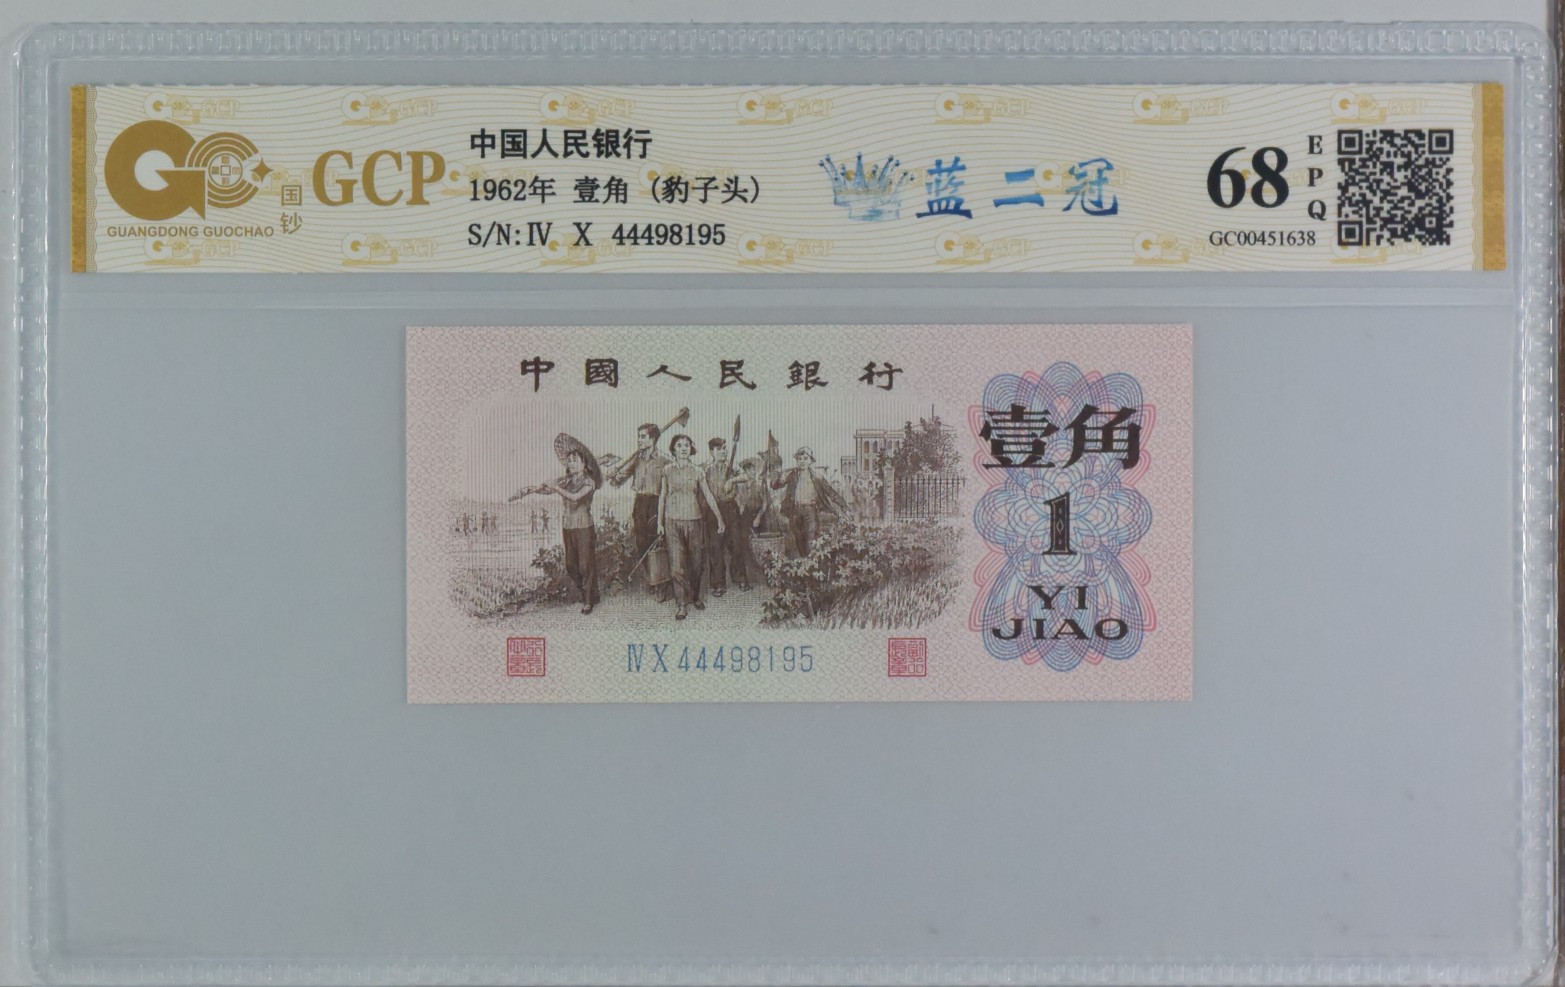 GCP
国钞
GUANGDONG GUOCHAO
中国人民银行
1962年 壹角 (豹子头)
S/N: Ⅳ X 44498195
蓝二冠
68
EPQ
GC00451638
中國人民銀行
壹角
1
YI
JIAO
ⅣX44498195